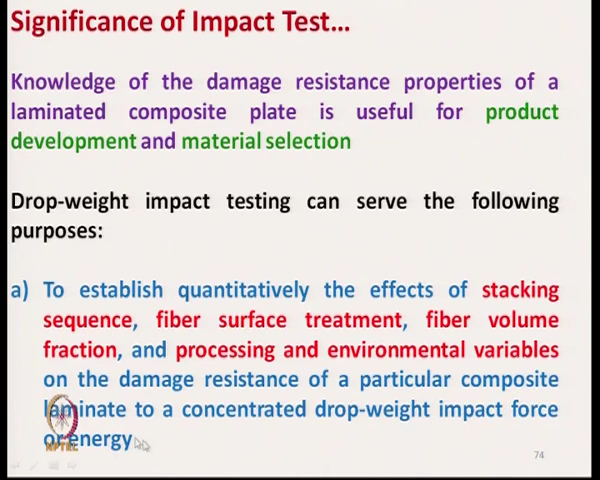 Significance of Impact Test...
Knowledge of the damage resistance properties of a
laminated composite plate is useful for product
development and material selection
Drop-weight impact testing can serve the following
purposes:
a) To establish quantitatively the effects of stacking
sequence, fiber surface treatment, fiber volume
fraction, and processing and environmental variables
on the damage resistance of a particular composite
laminate to a concentrated drop-weight impact force
or energy
NPTEL
74